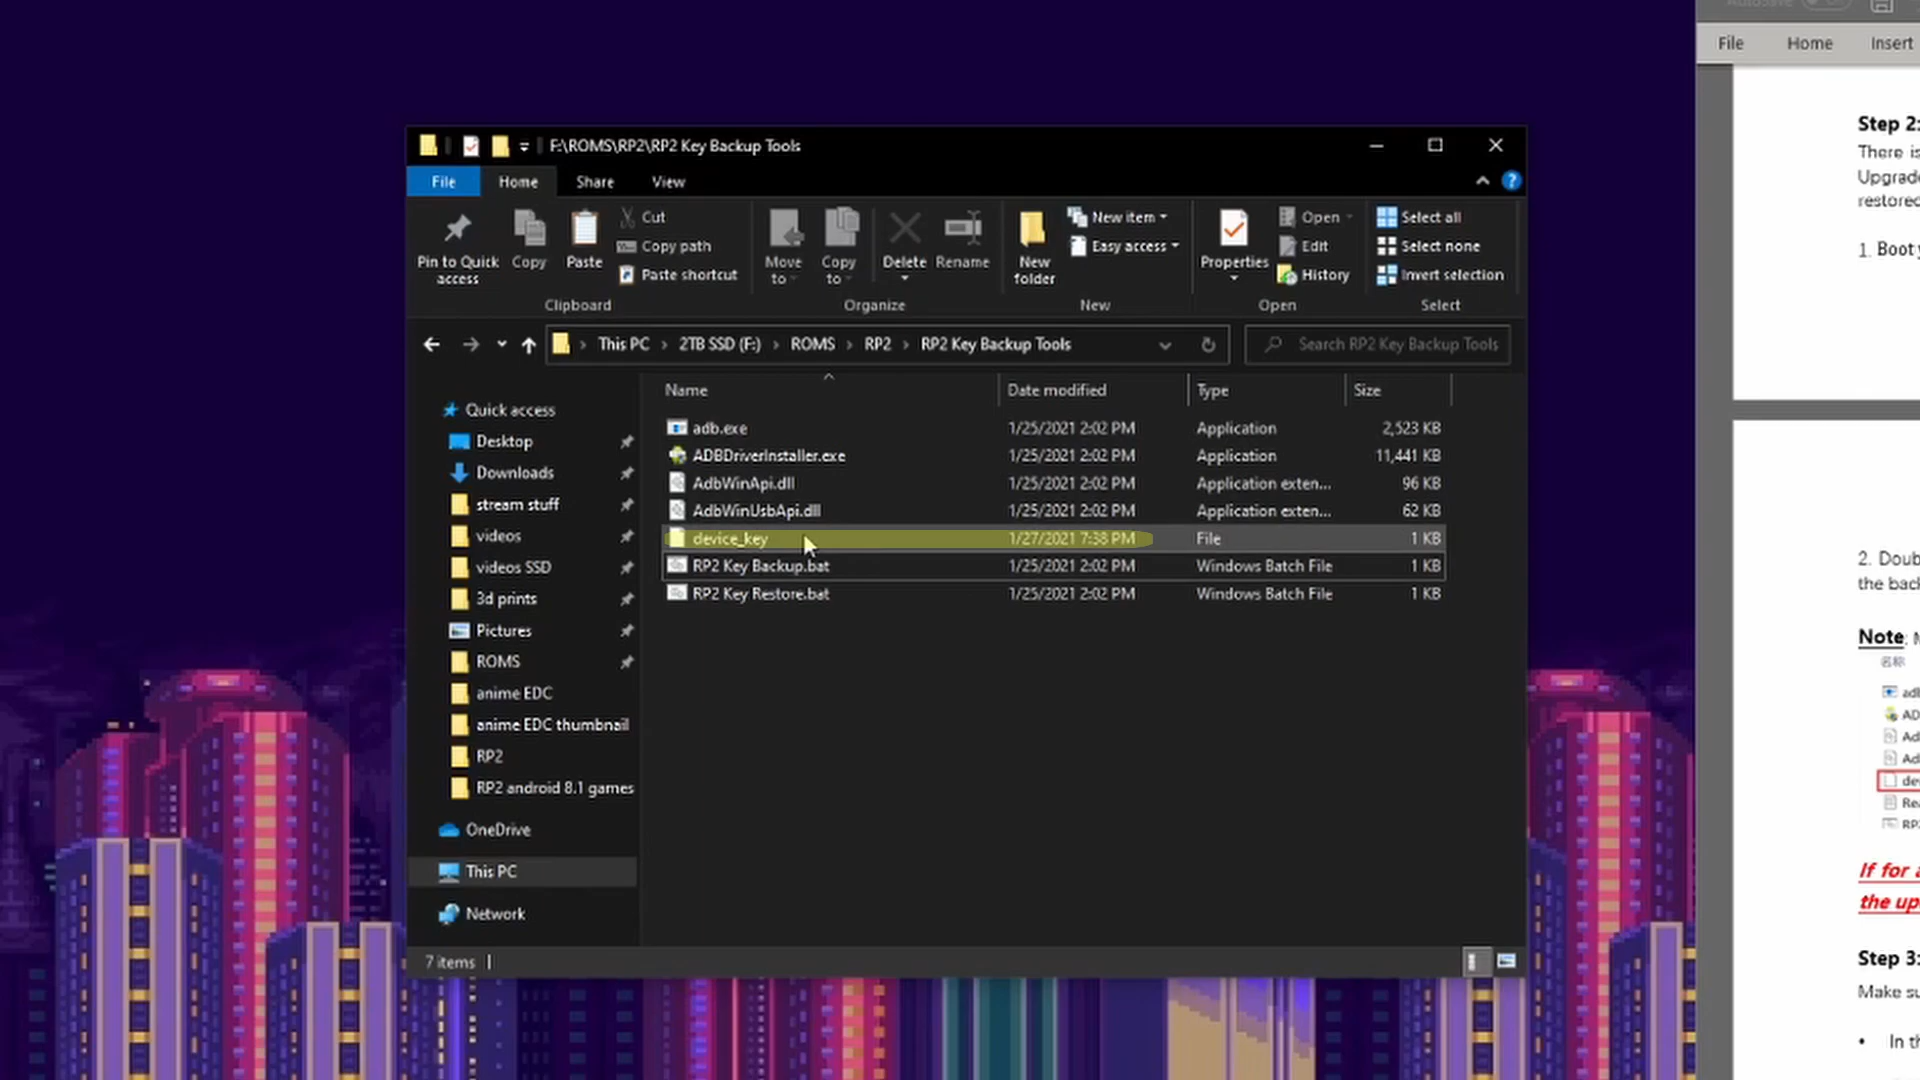 F:\ROMS\RP2\RP2 Key Backup Tools
File Home Share View
Pin to Quick access
Copy
Paste
Cut
Copy path
Paste shortcut
Clipboard
Move to
Copy to
Delete
Rename
Organize
New folder
New item
Easy access
New
Properties
Open
Edit
History
Open
Select all
Select none
Invert selection
Select
This PC > 2TB SSD (F:) > ROMS > RP2 > RP2 Key Backup Tools
Search RP2 Key Backup Tools
Quick access
Desktop
Downloads
stream stuff
videos
videos SSD
3d prints
Pictures
ROMS
anime EDC
anime EDC thumbnail
RP2
RP2 android 8.1 games
OneDrive
This PC
Network
Name Date modified Type Size
adb.exe 1/25/2021 2:02 PM Application 2,523 KB
ADBDriverInstaller.exe 1/25/2021 2:02 PM Application 11,441 KB
AdbWinApi.dll 1/25/2021 2:02 PM Application exten... 96 KB
AdbWinUsbApi.dll 1/25/2021 2:02 PM Application exten... 62 KB
device_key 1/27/2021 7:38 PM File 1 KB
RP2 Key Backup.bat 1/25/2021 2:02 PM Windows Batch File 1 KB
RP2 Key Restore.bat 1/25/2021 2:02 PM Windows Batch File 1 KB
7 items
AutoSave
File Home Insert
Step 2:
There is
Upgrade
restored
1. Boot y
2. Doub
the back
Note: M
名称
adb
AD
Ad
Ad
dev
Rea
RP2
If for a
the up
Step 3:
Make su
• In th